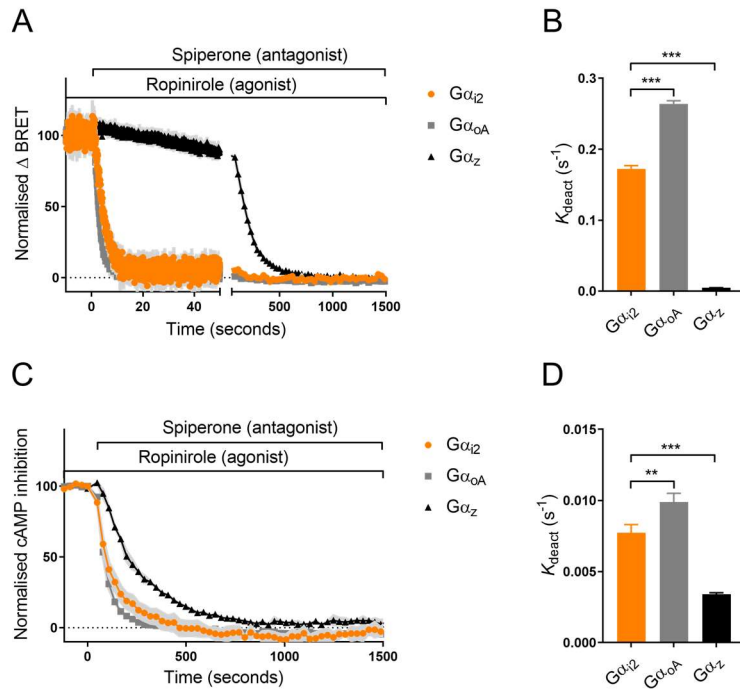 A
Spiperone (antagonist)
Ropinirole (agonist)
Normalised Δ BRET
100
50
0
0
20
40
500
1000
1500
Time (seconds)
Gαi2
GαoA
Gαz
B
***
***
Kdeact (s-1)
0.3
0.2
0.1
0.0
Gαi2
GαoA
Gαz
C
Spiperone (antagonist)
Ropinirole (agonist)
Normalised cAMP inhibition
100
50
0
0
500
1000
1500
Time (seconds)
Gαi2
GαoA
Gαz
D
***
**
Kdeact (s-1)
0.015
0.010
0.005
0.000
Gαi2
GαoA
Gαz